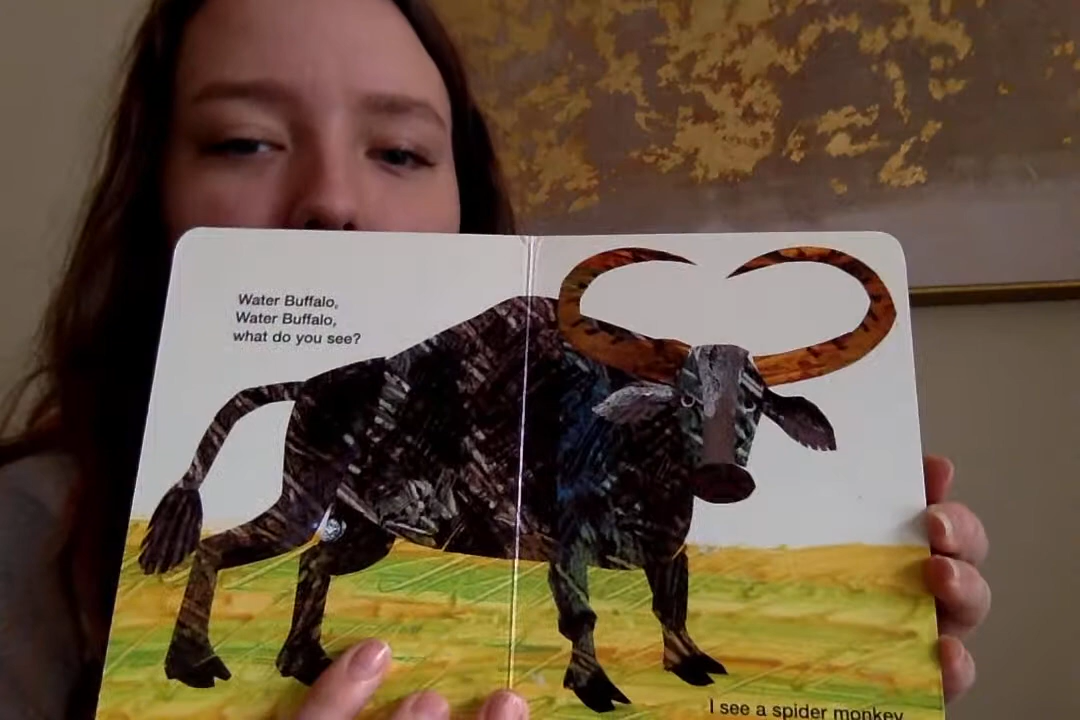 Water Buffalo,
Water Buffalo,
what do you see?
I see a spider monkey